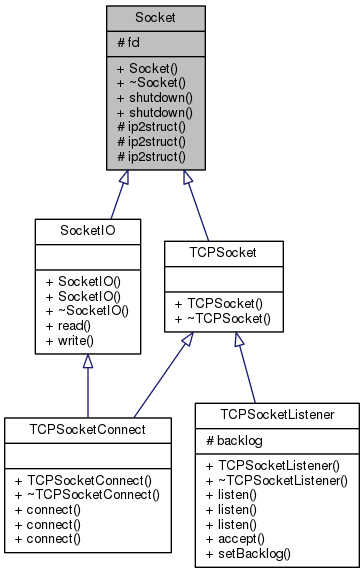 Socket
# fd
+ Socket()
+ ~Socket()
+ shutdown()
+ shutdown()
# ip2struct()
# ip2struct()
# ip2struct()
SocketIO
+ SocketIO()
+ SocketIO()
+ ~SocketIO()
+ read()
+ write()
TCPSocket
+ TCPSocket()
+ ~TCPSocket()
TCPSocketConnect
+ TCPSocketConnect()
+ ~TCPSocketConnect()
+ connect()
+ connect()
+ connect()
TCPSocketListener
# backlog
+ TCPSocketListener()
+ ~TCPSocketListener()
+ listen()
+ listen()
+ listen()
+ accept()
+ setBacklog()